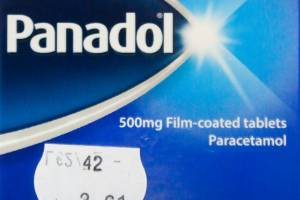 Panadol®
500mg Film-coated tablets
Paracetamol
42 -